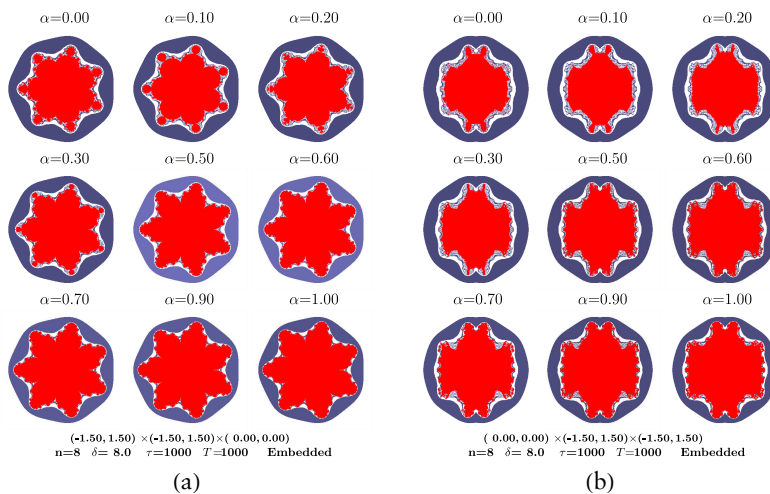 α=0.00 α=0.10 α=0.20
α=0.30 α=0.50 α=0.60
α=0.70 α=0.90 α=1.00
(-1.50, 1.50) ×(-1.50, 1.50)×( 0.00, 0.00)
n=8 δ= 8.0 τ=1000 T=1000 Embedded
(a)
α=0.00 α=0.10 α=0.20
α=0.30 α=0.50 α=0.60
α=0.70 α=0.90 α=1.00
( 0.00, 0.00) ×(-1.50, 1.50)×(-1.50, 1.50)
n=8 δ= 8.0 τ=1000 T=1000 Embedded
(b)